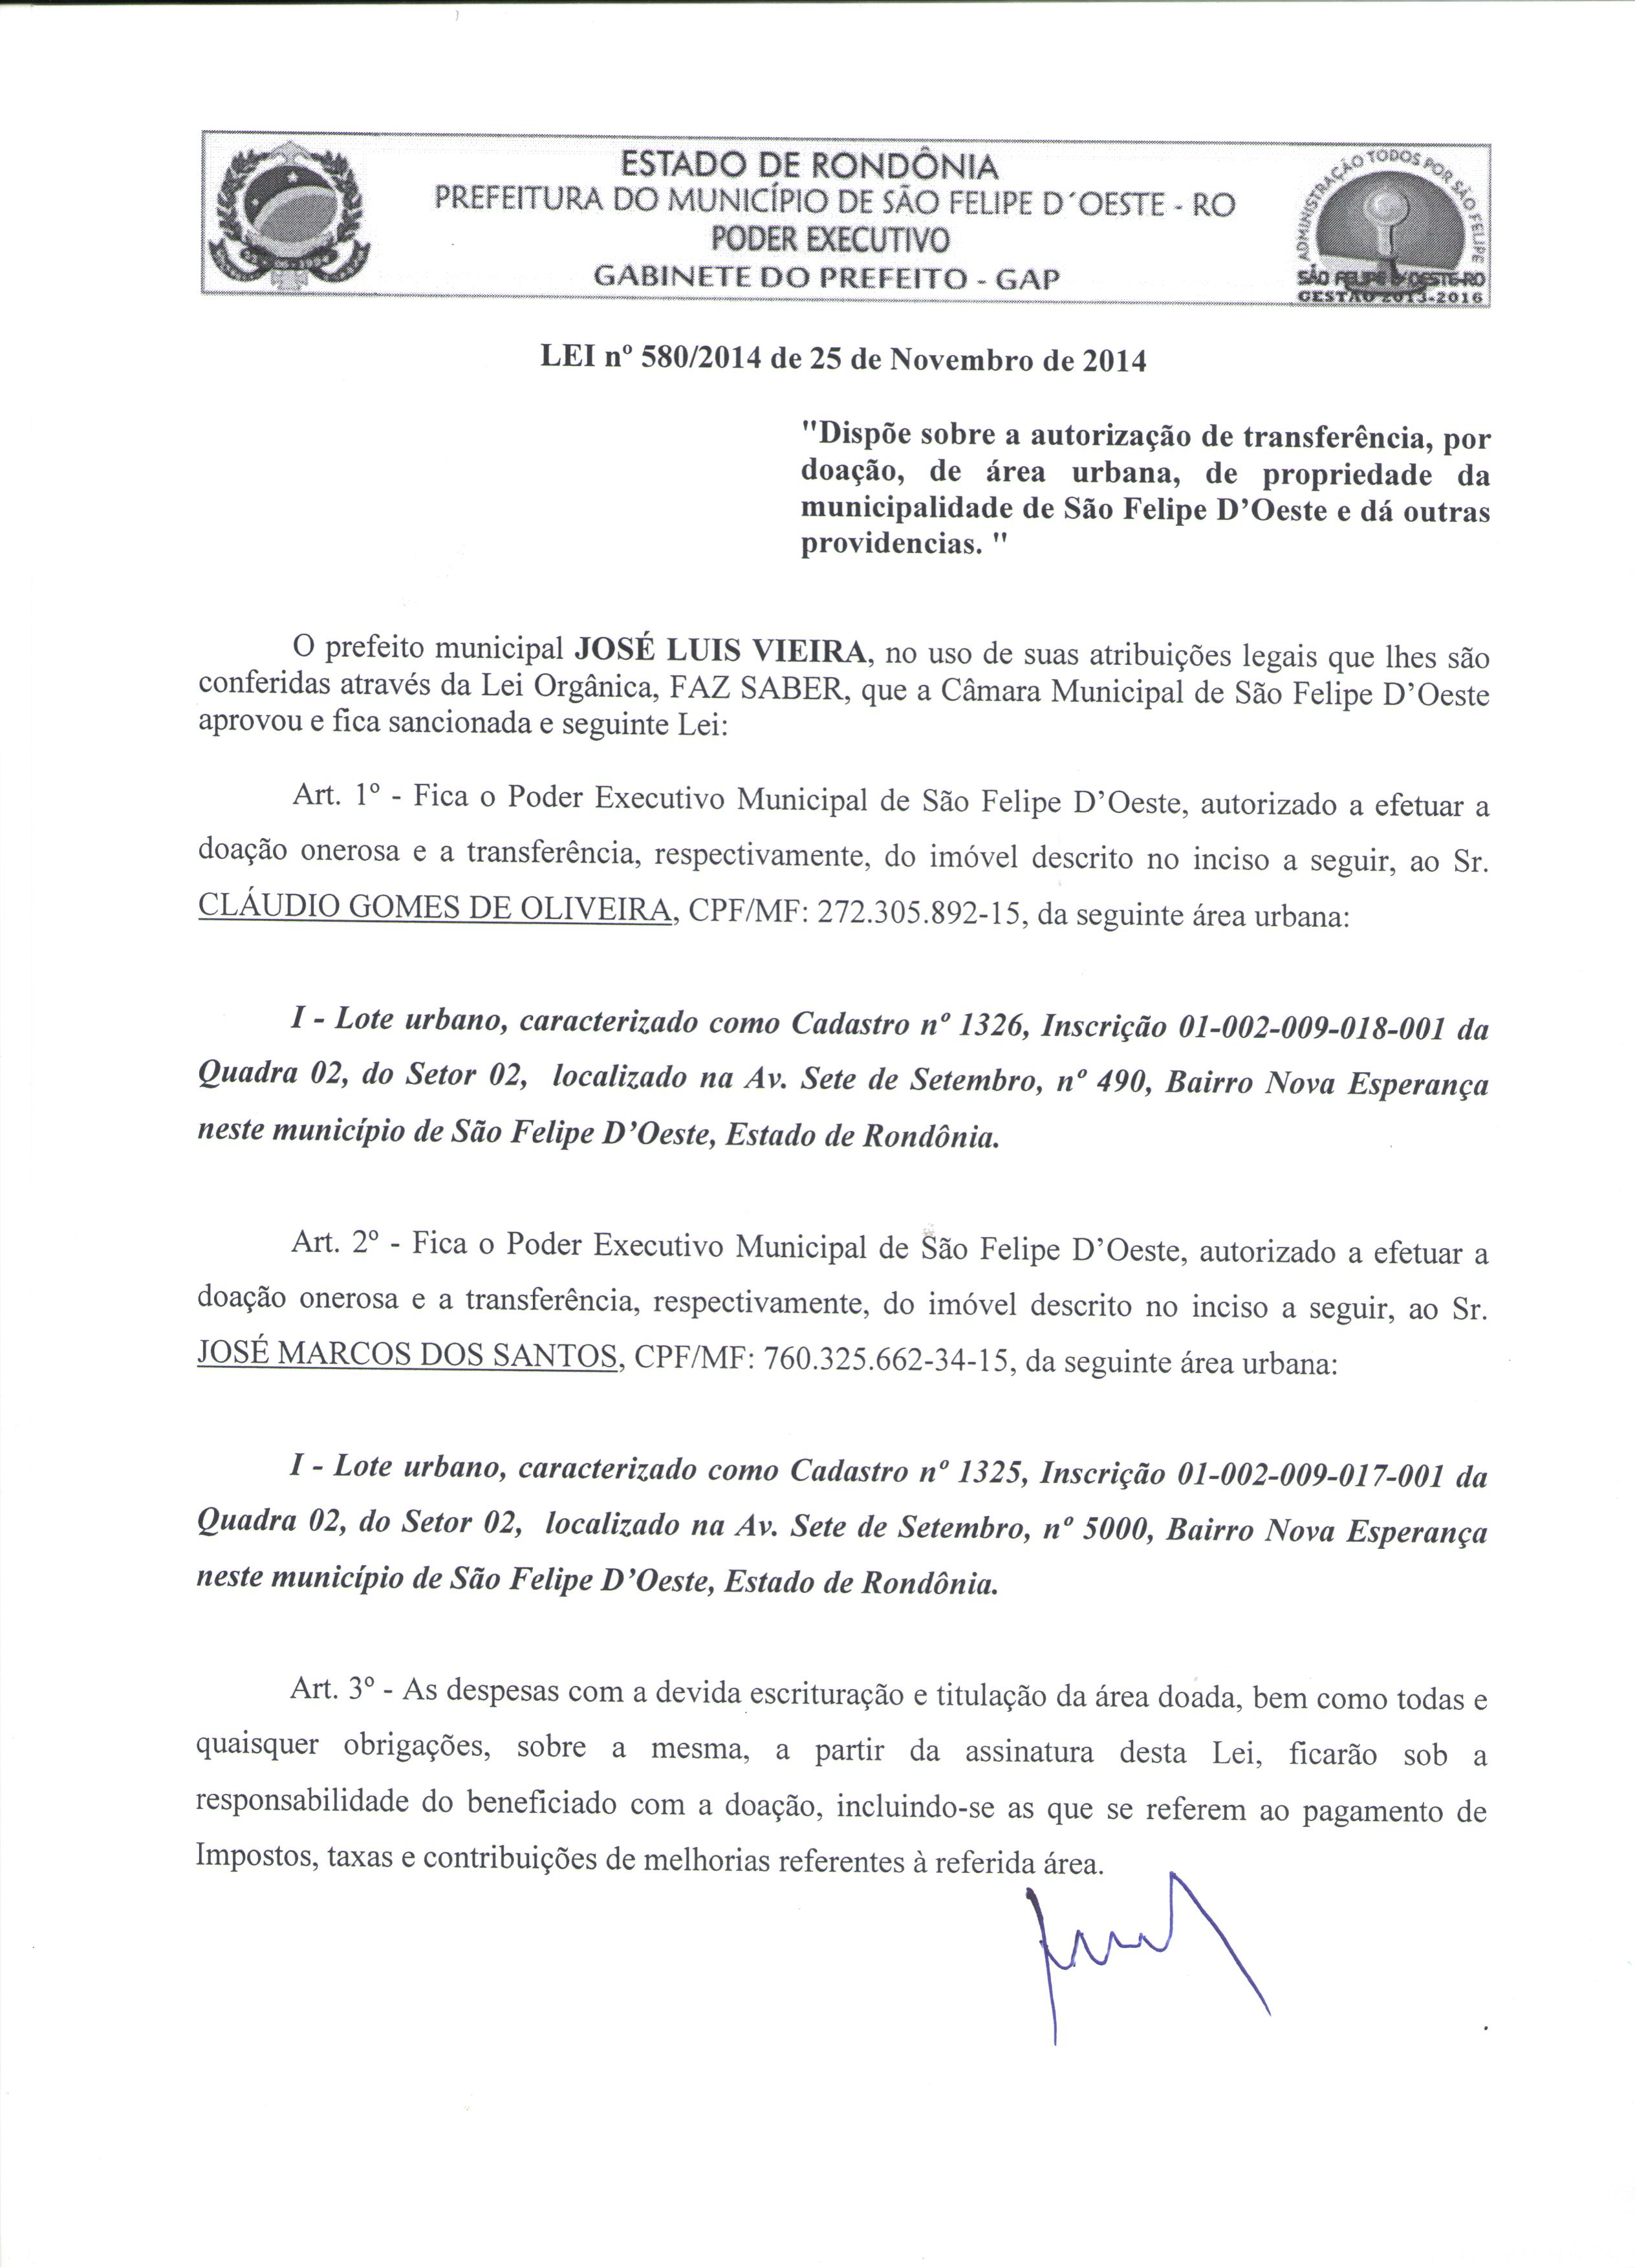 ESTADO DE RONDÔNIA
PREFEITURA DO MUNICÍPIO DE SÃO FELIPE D´OESTE - RO
PODER EXECUTIVO
GABINETE DO PREFEITO - GAP
ADMINISTRAÇÃO TODOS POR SÃO FELIPE
SÃO FELIPE D'OESTE-RO
GESTÃO 2013-2016
LEI nº 580/2014 de 25 de Novembro de 2014
"Dispõe sobre a autorização de transferência, por
doação, de área urbana, de propriedade da
municipalidade de São Felipe D’Oeste e dá outras
providencias. "
O prefeito municipal JOSÉ LUIS VIEIRA, no uso de suas atribuições legais que lhes são
conferidas através da Lei Orgânica, FAZ SABER, que a Câmara Municipal de São Felipe D’Oeste
aprovou e fica sancionada e seguinte Lei:
Art. 1º - Fica o Poder Executivo Municipal de São Felipe D’Oeste, autorizado a efetuar a
doação onerosa e a transferência, respectivamente, do imóvel descrito no inciso a seguir, ao Sr.
CLÁUDIO GOMES DE OLIVEIRA, CPF/MF: 272.305.892-15, da seguinte área urbana:
I - Lote urbano, caracterizado como Cadastro nº 1326, Inscrição 01-002-009-018-001 da
Quadra 02, do Setor 02, localizado na Av. Sete de Setembro, nº 490, Bairro Nova Esperança
neste município de São Felipe D’Oeste, Estado de Rondônia.
Art. 2º - Fica o Poder Executivo Municipal de São Felipe D’Oeste, autorizado a efetuar a
doação onerosa e a transferência, respectivamente, do imóvel descrito no inciso a seguir, ao Sr.
JOSÉ MARCOS DOS SANTOS, CPF/MF: 760.325.662-34-15, da seguinte área urbana:
I - Lote urbano, caracterizado como Cadastro nº 1325, Inscrição 01-002-009-017-001 da
Quadra 02, do Setor 02, localizado na Av. Sete de Setembro, nº 5000, Bairro Nova Esperança
neste município de São Felipe D’Oeste, Estado de Rondônia.
Art. 3º - As despesas com a devida escrituração e titulação da área doada, bem como todas e
quaisquer obrigações, sobre a mesma, a partir da assinatura desta Lei, ficarão sob a
responsabilidade do beneficiado com a doação, incluindo-se as que se referem ao pagamento de
Impostos, taxas e contribuições de melhorias referentes à referida área.